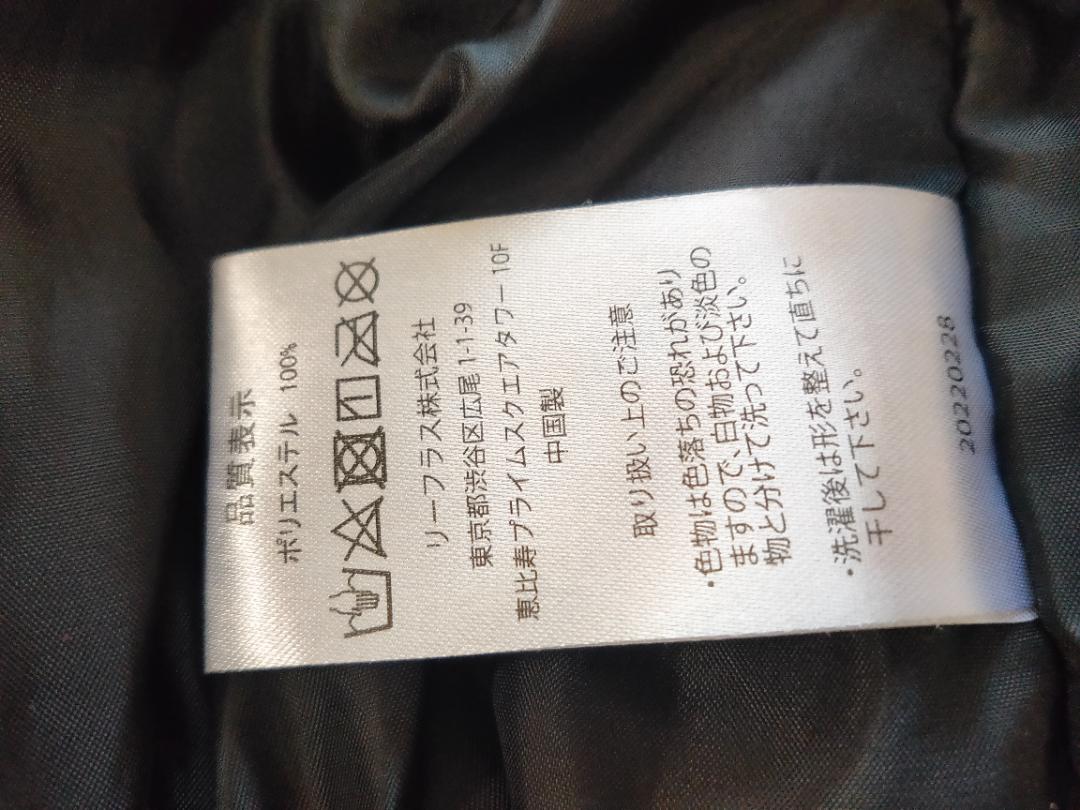 品質表示
ポリエステル 100%
リーフラス株式会社
東京都渋谷区広尾 1-1-39
恵比寿プライムスクエアタワー 10F
中国製
取り扱い上のご注意
・色物は色落ちの恐れがあり
ますので、白物および淡色の
物と分けて洗って下さい。
・洗濯後は形を整えて直ちに
干して下さい。
20220228